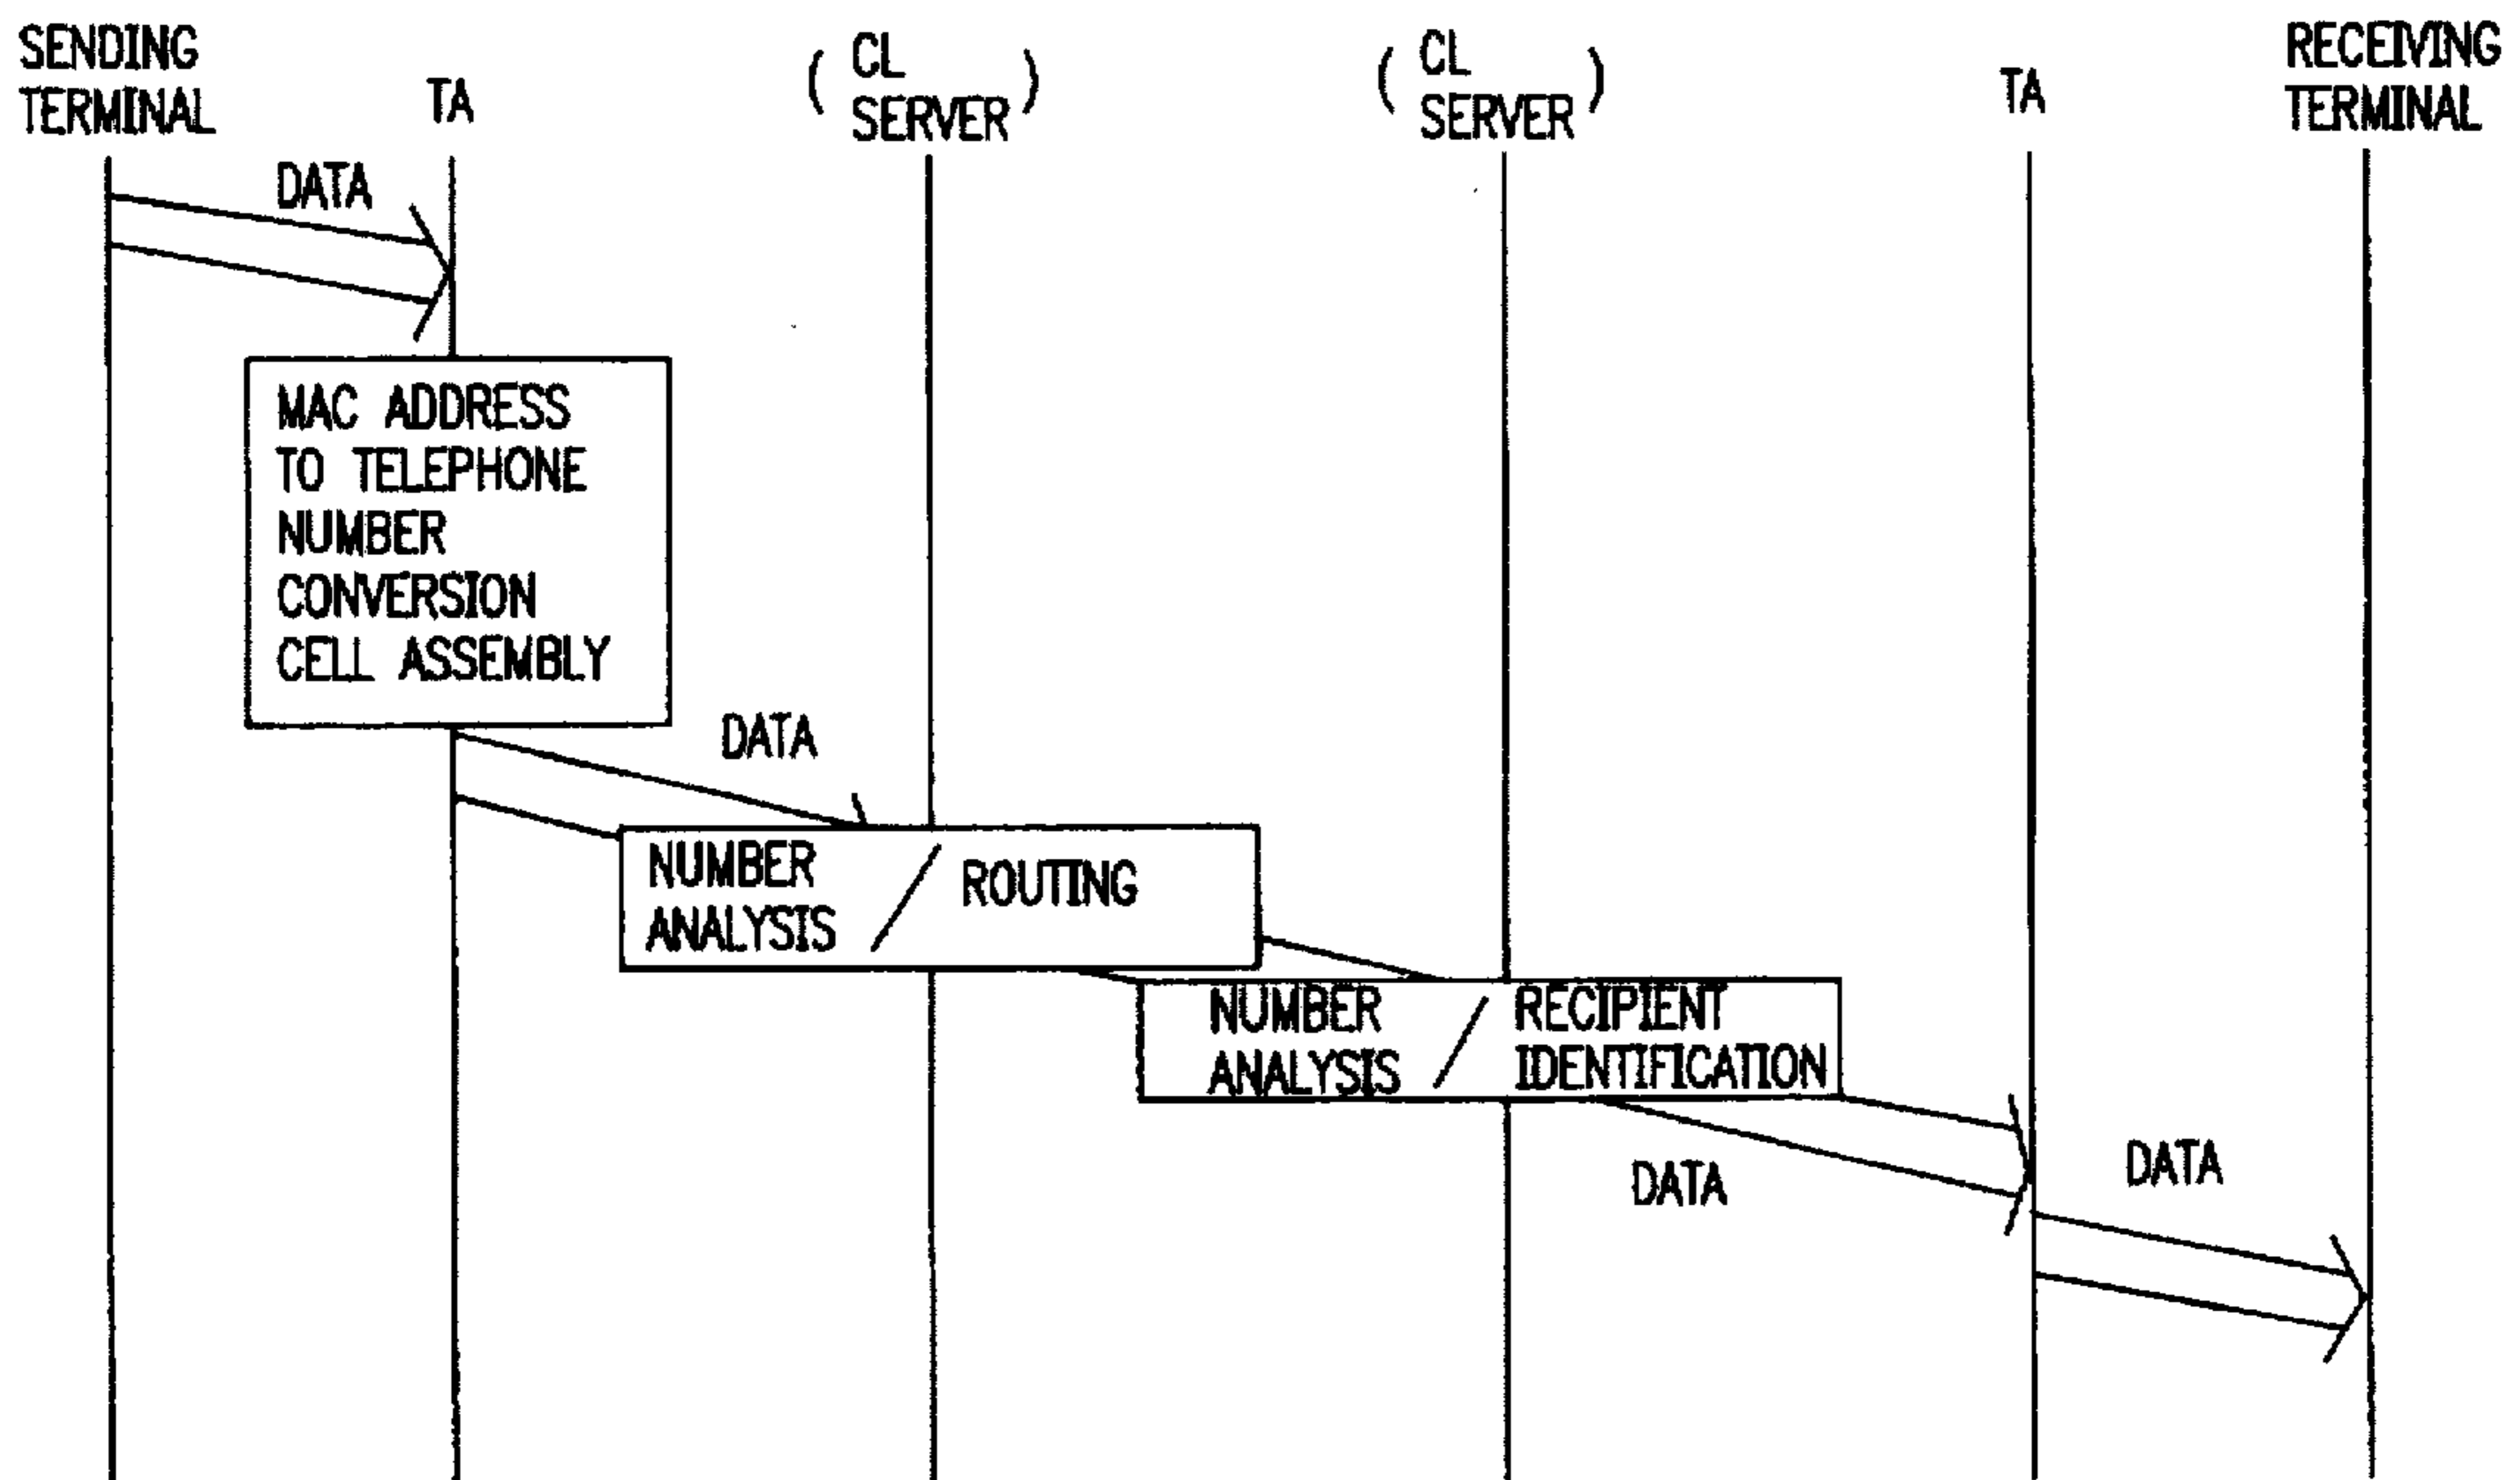 SENDING
TERMINAL
TA
( CL
SERVER )
( CL
SERVER )
TA
RECEIVING
TERMINAL
DATA
MAC ADDRESS
TO TELEPHONE
NUMBER
CONVERSION
CELL ASSEMBLY
DATA
NUMBER
ANALYSIS
/ ROUTING
NUMBER
ANALYSIS
/ RECIPIENT
IDENTIFICATION
DATA
DATA